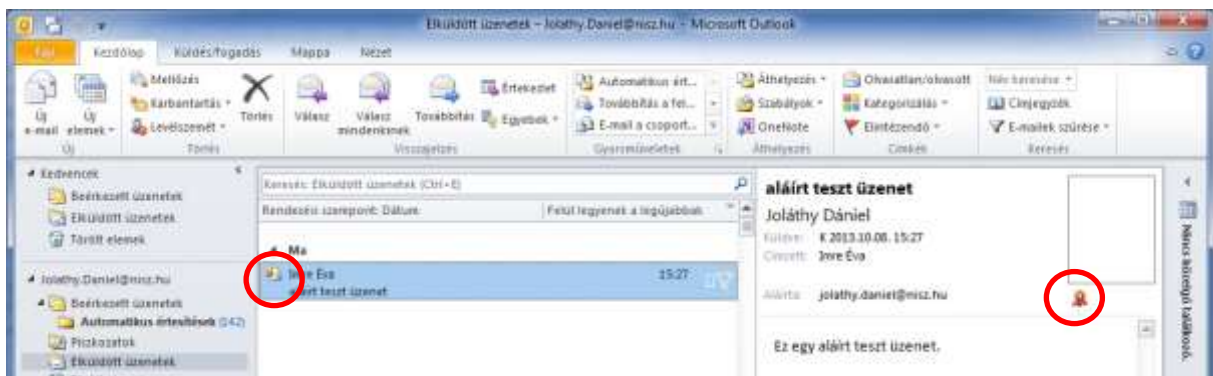 Elküldött üzenetek – Jolathy.Daniel@nisz.hu – Microsoft Outlook
Kezdőlap Küldés/fogadás Mappa Nézet
Mellőzés
Karbantartás
Levélszemét
Új e-mail
Új elemek
Törlés
Válasz
Válasz mindenkinek
Továbbítás
Értekezlet
Egyebek
Automatikus ért...
Továbbítás a fel...
E-mail a csoport...
Áthelyezés
Szabályok
OneNote
Olvasatlan/olvasott
Kategorizálás
Elintézendő
Név keresése
Címjegyzék
E-mailek szűrése
Új Törlés Válaszadás Gyorsműveletek Áthelyezés Címkék Keresés
Kedvencek
Beérkezett üzenetek
Elküldött üzenetek
Törölt elemek
Jolathy.Daniel@nisz.hu
Beérkezett üzenetek
Automatikus értesítések (142)
Piszkozatok
Elküldött üzenetek
Keresés: Elküldött üzenetek (Ctrl+E)
Rendezési szempont: Dátum Felül legyenek a legújabbak
Ma
Imre Éva 15:27
aláírt teszt üzenet
aláírt teszt üzenet
Joláthy Dániel
Küldve: K 2013.10.08. 15:27
Címzett: Imre Éva
Aláírta: jolathy.daniel@nisz.hu
Ez egy aláírt teszt üzenet.
Nincs közelgő találkozó.